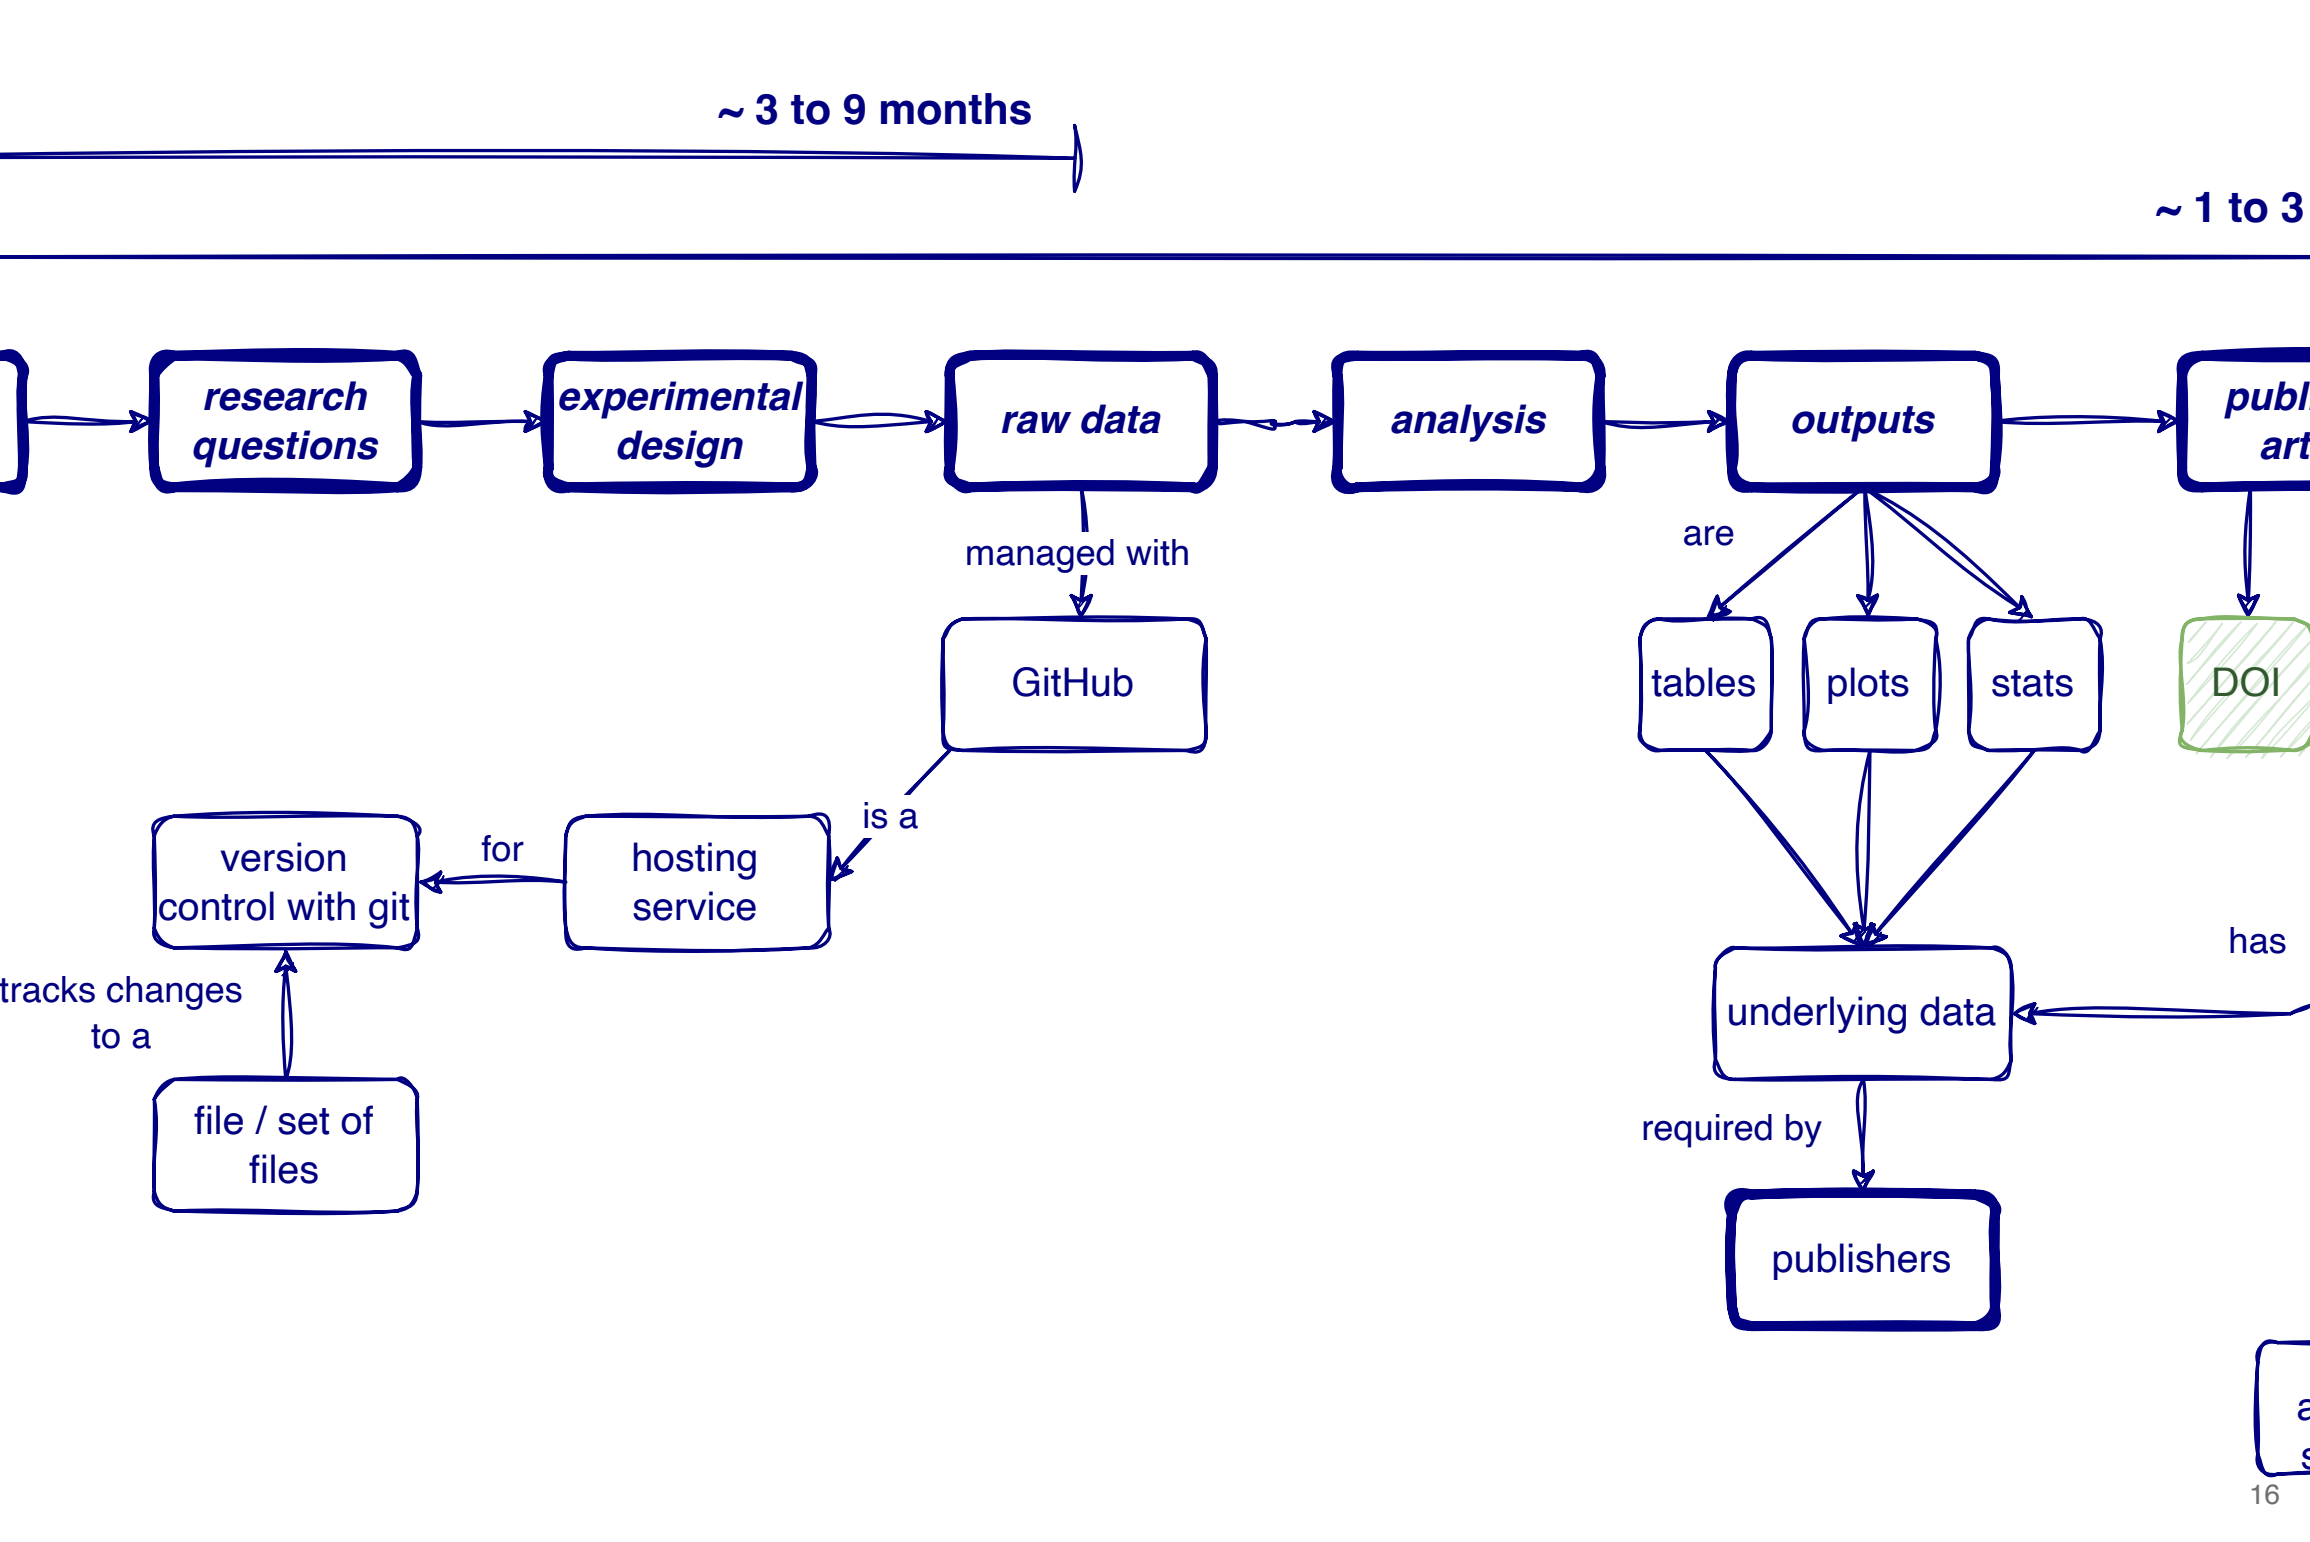 ~ 3 to 9 months
~ 1 to 3
research
questions
experimental
design
raw data
analysis
outputs
publ
art
managed with
are
GitHub
tables
plots
stats
DOI
is a
version
control with git
for
hosting
service
has
tracks changes
to a
underlying data
file / set of
files
required by
publishers
a
s
16